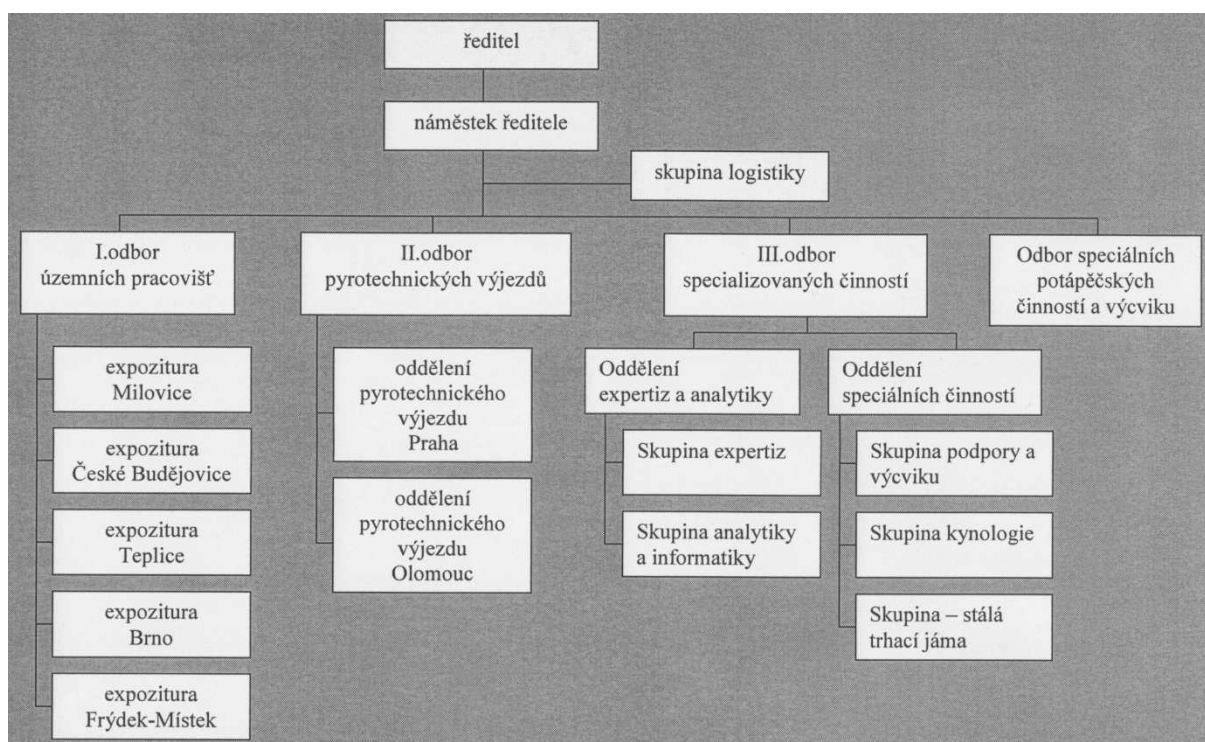 ředitel
náměstek ředitele
skupina logistiky
I.odbor
územních pracovišť
II.odbor
pyrotechnických výjezdů
III.odbor
specializovaných činností
Odbor speciálních
potápěčských
činností a výcviku
expozitura
Milovice
expozitura
České Budějovice
expozitura
Teplice
expozitura
Brno
expozitura
Frýdek-Místek
oddělení
pyrotechnického
výjezdu
Praha
oddělení
pyrotechnického
výjezdu
Olomouc
Oddělení
expertiz a analytiky
Skupina expertiz
Skupina analytiky
a informatiky
Oddělení
speciálních činností
Skupina podpory a
výcviku
Skupina kynologie
Skupina – stálá
trhací jáma